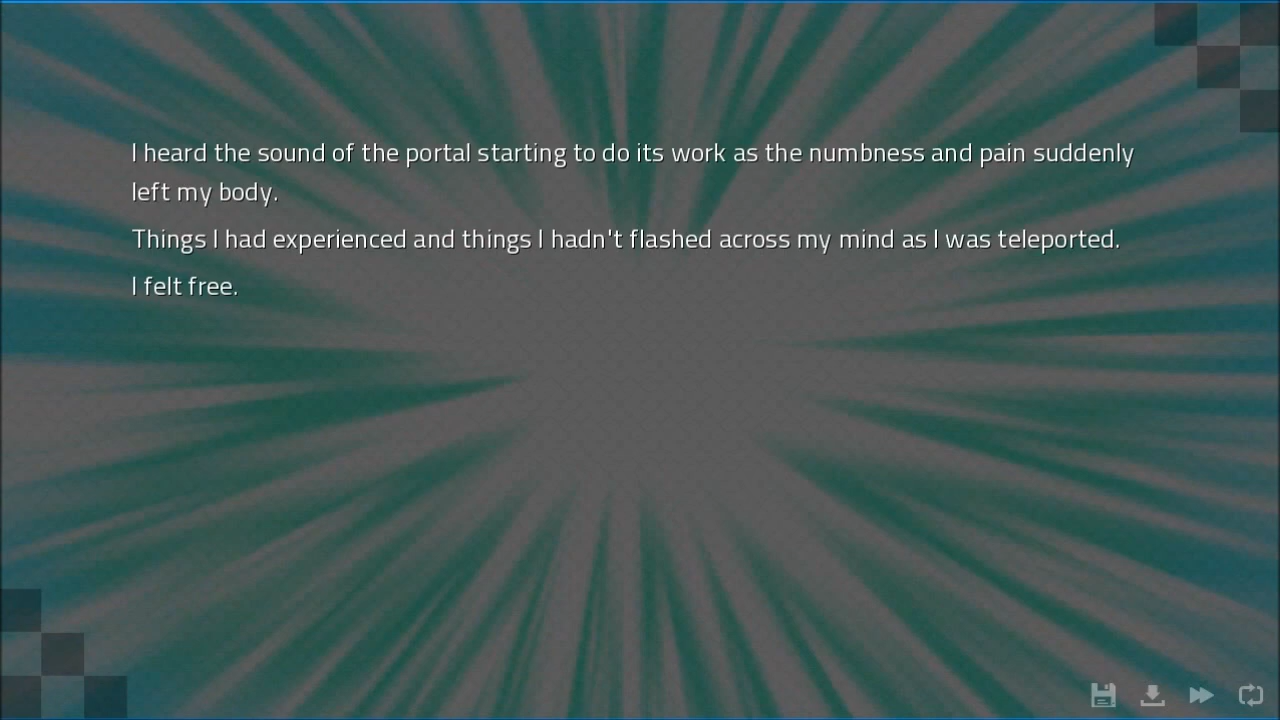 I heard the sound of the portal starting to do its work as the numbness and pain suddenly
left my body.
Things I had experienced and things I hadn't flashed across my mind as I was teleported.
I felt free.